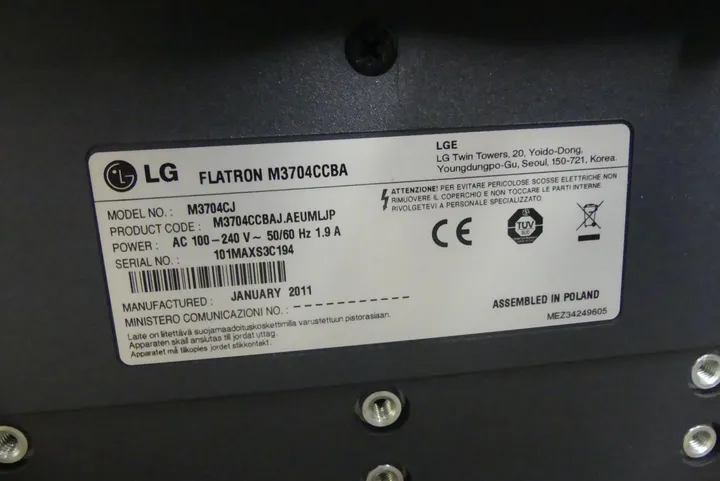 LG FLATRON M3704CCBA
LGE
LG Twin Towers, 20, Yoido-Dong,
Youngdungpo-Gu, Seoul, 150-721, Korea.
MODEL NO. : M3704CJ
PRODUCT CODE : M3704CCBAJ.AEUMLJP
POWER : AC 100-240 V~ 50/60 Hz 1.9 A
SERIAL NO. : 101MAXS3C194
MANUFACTURED : JANUARY 2011
MINISTERO COMUNICAZIONI NO. : - - - - - - - - - - -
Laite on liitettävä suojamaadoituskoskettimilla varustettuun pistorasiaan.
Apparaten skall anslutas till jordat uttag.
Apparatet må tilkoples jordet stikkontakt.
ATTENZIONE! PER EVITARE PERICOLOSE SCOSSE ELETTRICHE NON
RIMUOVERE IL COPERCHIO E NON TOCCARE LE PARTI INTERNE.
RIVOLGETEVI A PERSONALE SPECIALIZZATO.
CE
TÜV
SÜD
ASSEMBLED IN POLAND
MEZ34249605